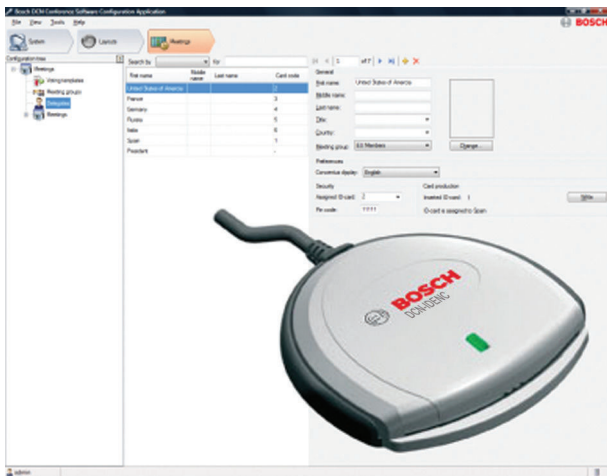 Bosch DCN Conference Software Configuration Application
File View Tools Help
BOSCH
System Layouts Meetings
Configuration tree
Search by for 1 of 7
Meetings
Voting templates
Meeting groups
Delegates
Meetings
First name Middle name Last name Card code
United States of America 2
France 3
Germany 4
Russia 5
Italia 6
Spain 1
President -
General
First name: United States of America
Middle name:
Last name:
Title:
Country:
Meeting group: EU Members Change...
Preferences
Concentus display: English
Security Card production
Assigned ID-card: 2 Inserted ID-card: 1 Write
Pin code: 11111 ID-card is assigned to Spain
BOSCH
DCN-IDENC
admin